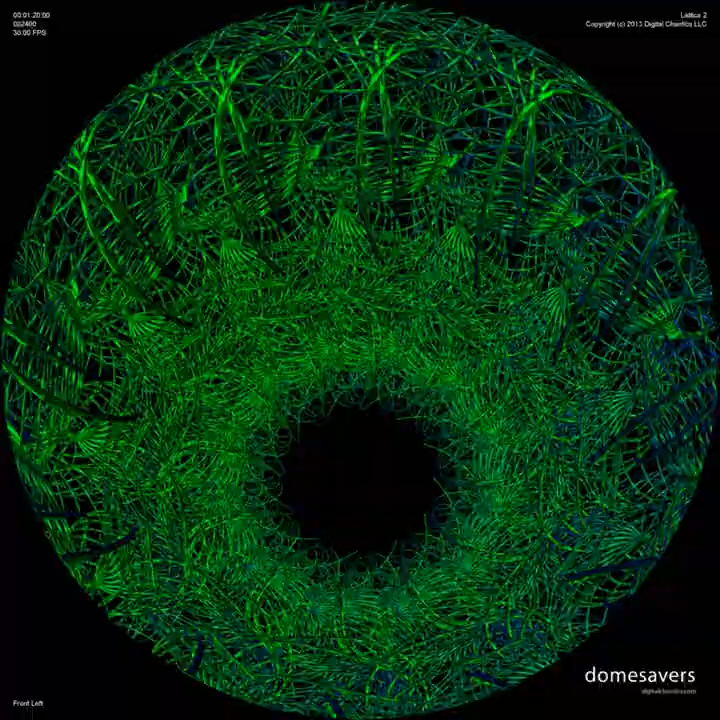 00:01:20:00
002400
30.00 FPS
Lattice 2
Copyright (c) 2013 Digital Chaotics LLC
domesavers
Front Left